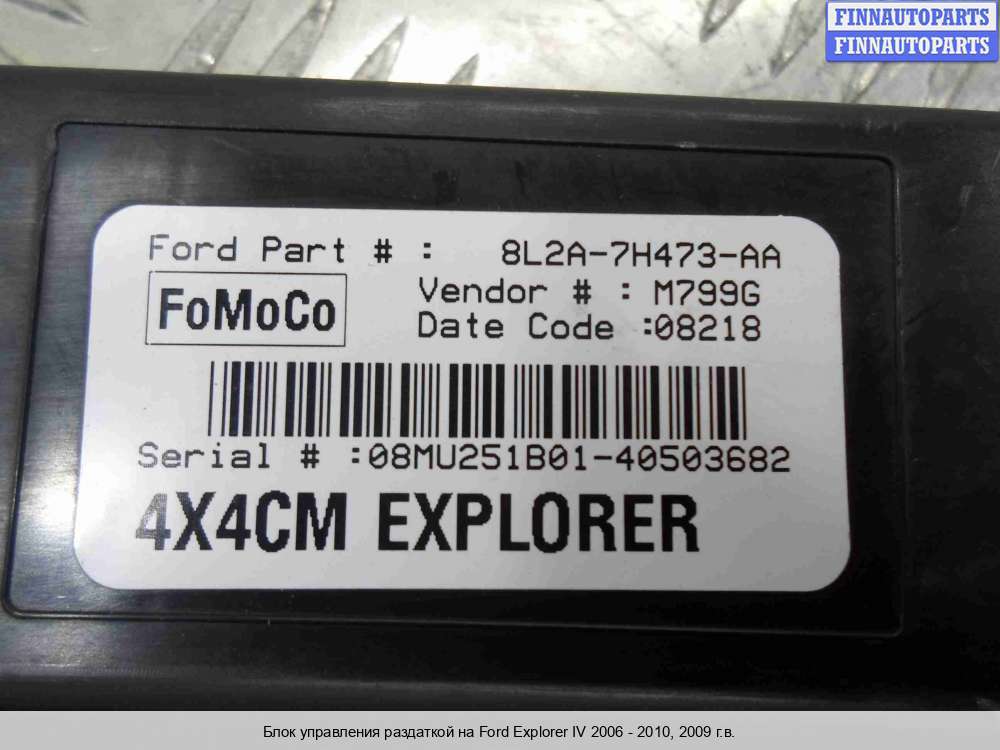 FINNAUTOPARTS
FINNAUTOPARTS
Ford Part # : 8L2A-7H473-AA
FoMoCo
Vendor # : M799G
Date Code :08218
Serial # :08MU251B01-40503682
4X4CM EXPLORER
Блок управления раздаткой на Ford Explorer IV 2006 - 2010, 2009 г.в.